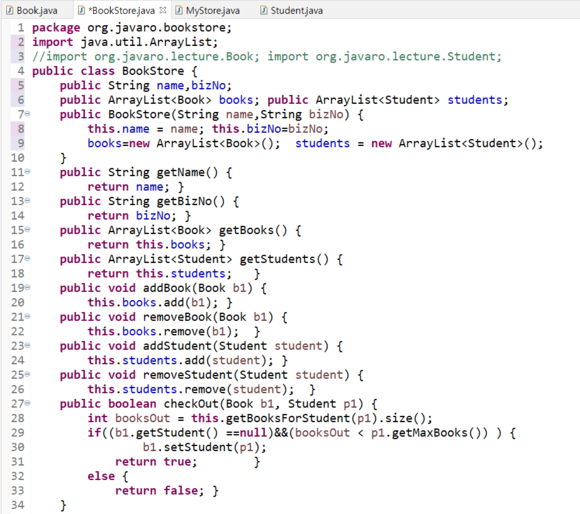 Book.java *BookStore.java MyStore.java Student.java
1 package org.javaro.bookstore;
2 import java.util.ArrayList;
3 //import org.javaro.lecture.Book; import org.javaro.lecture.Student;
4 public class BookStore {
5     public String name,bizNo;
6     public ArrayList<Book> books; public ArrayList<Student> students;
7     public BookStore(String name,String bizNo) {
8         this.name = name; this.bizNo=bizNo;
9         books=new ArrayList<Book>();  students = new ArrayList<Student>();
10     }
11     public String getName() {
12         return name; }
13     public String getBizNo() {
14         return bizNo; }
15     public ArrayList<Book> getBooks() {
16         return this.books; }
17     public ArrayList<Student> getStudents() {
18         return this.students;   }
19     public void addBook(Book b1) {
20         this.books.add(b1); }
21     public void removeBook(Book b1) {
22         this.books.remove(b1);  }
23     public void addStudent(Student student) {
24         this.students.add(student); }
25     public void removeStudent(Student student) {
26         this.students.remove(student);  }
27     public boolean checkOut(Book b1, Student p1) {
28         int booksOut = this.getBooksForStudent(p1).size();
29         if((b1.getStudent() ==null)&&(booksOut < p1.getMaxBooks()) ) {
30                 b1.setStudent(p1);
31             return true;        }
32         else {
33             return false; }
34     }